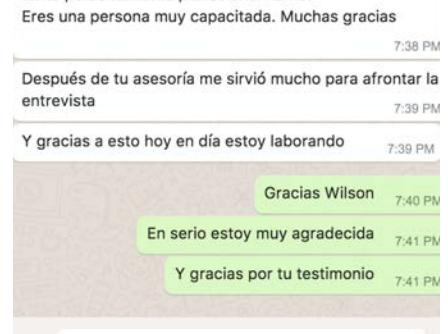 Eres una persona muy capacitada. Muchas gracias
7:38 PM
Después de tu asesoría me sirvió mucho para afrontar la
entrevista
7:39 PM
Y gracias a esto hoy en día estoy laborando
7:39 PM
Gracias Wilson
7:40 PM
En serio estoy muy agradecida
7:41 PM
Y gracias por tu testimonio
7:41 PM